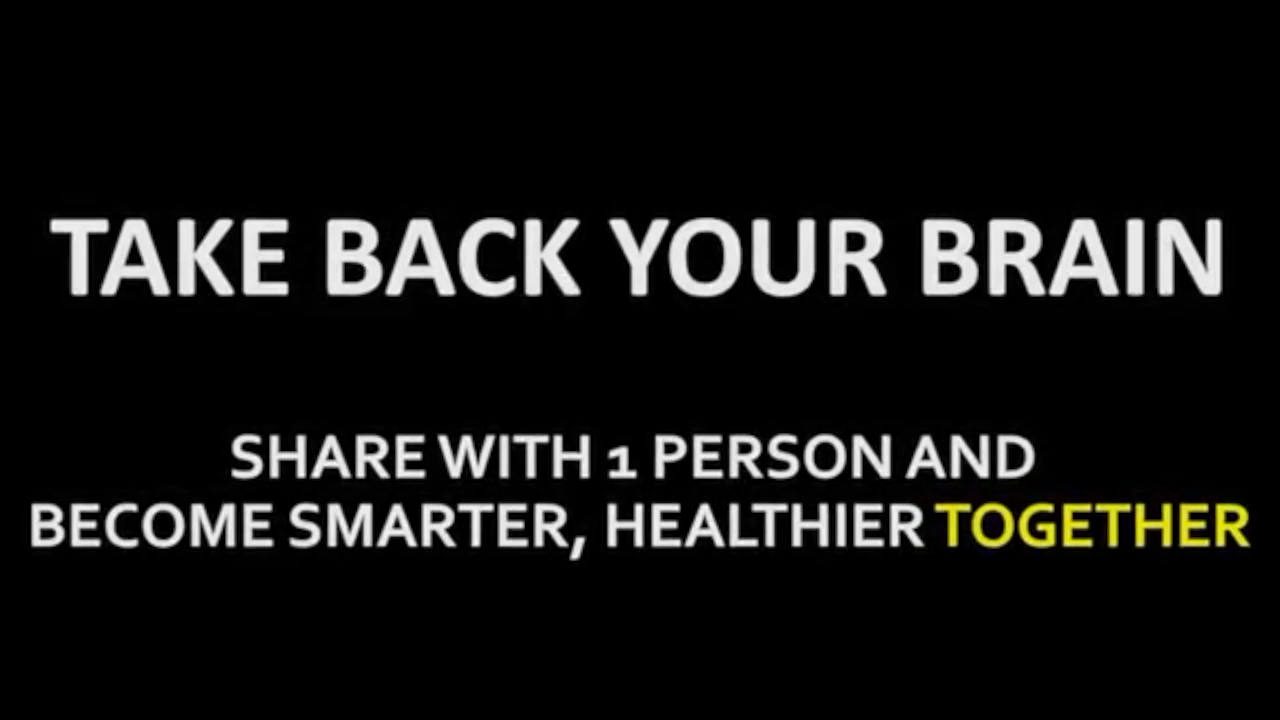 TAKE BACK YOUR BRAIN
SHARE WITH 1 PERSON AND
BECOME SMARTER, HEALTHIER TOGETHER